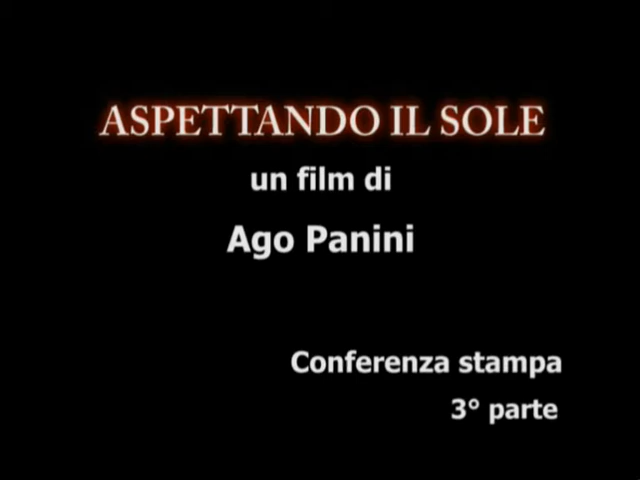 ASPETTANDO IL SOLE
un film di
Ago Panini
Conferenza stampa
3° parte